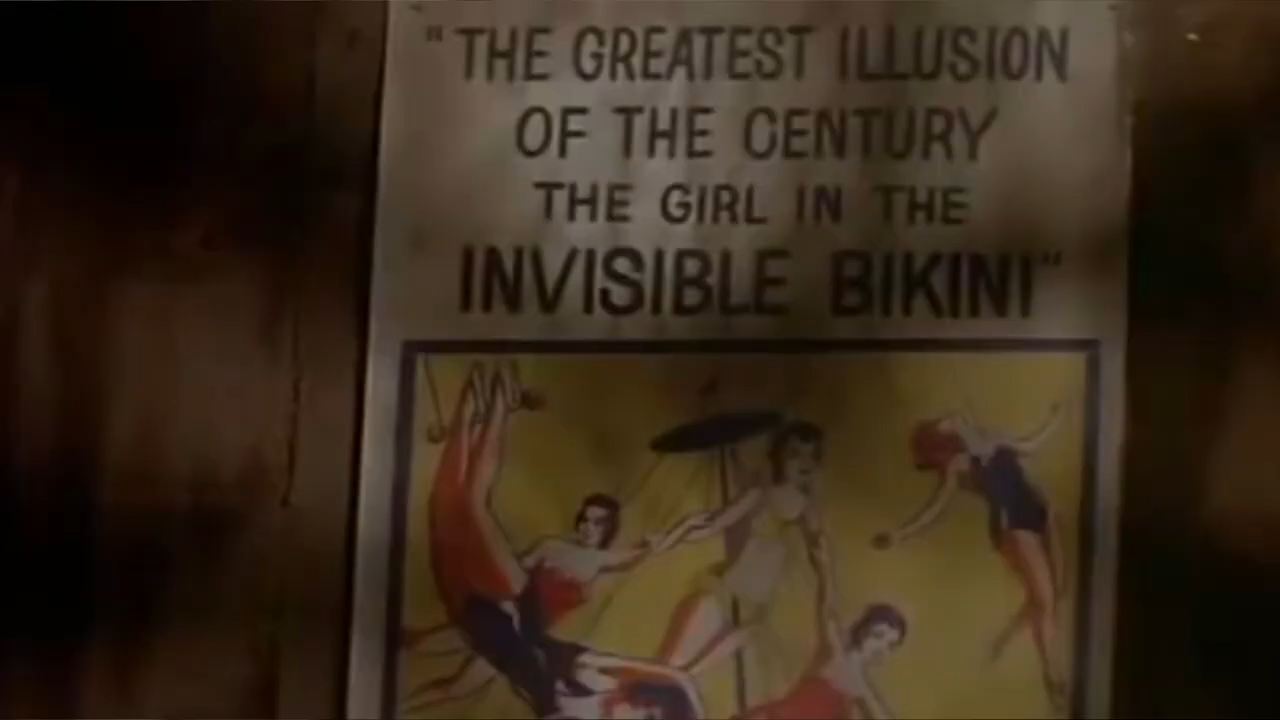 "THE GREATEST ILLUSION
OF THE CENTURY
THE GIRL IN THE
INVISIBLE BIKINI"